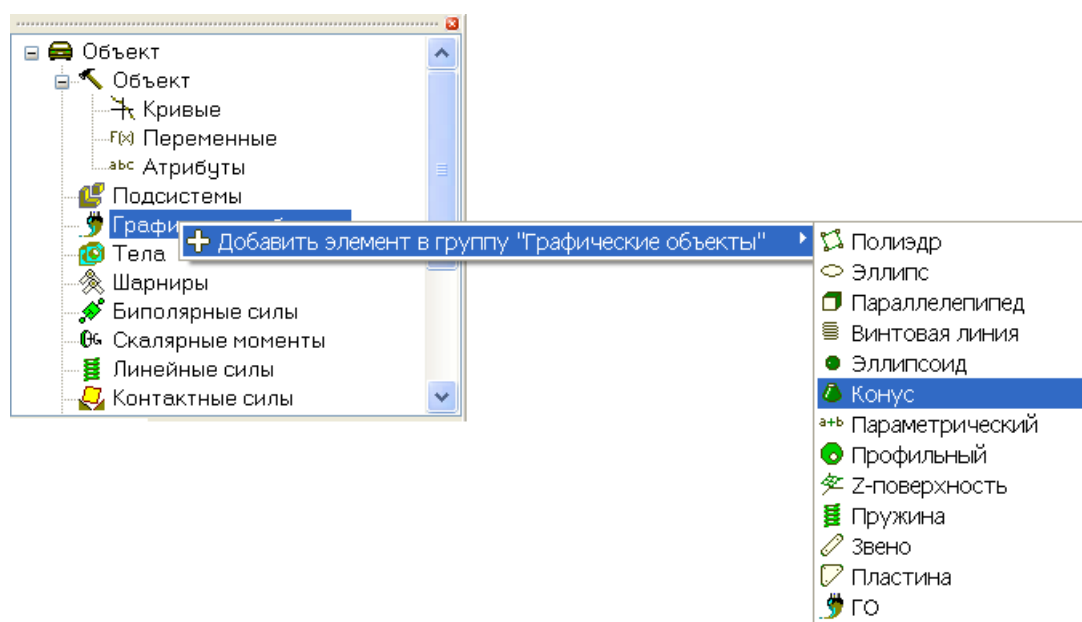 Объект
Объект
Кривые
F(x) Переменные
abc Атрибуты
Подсистемы
Графи
Добавить элемент в группу "Графические объекты"
Тела
Шарниры
Биполярные силы
Скалярные моменты
Линейные силы
Контактные силы
Полиэдр
Эллипс
Параллелепипед
Винтовая линия
Эллипсоид
Конус
a+b Параметрический
Профильный
Z-поверхность
Пружина
Звено
Пластина
ГО